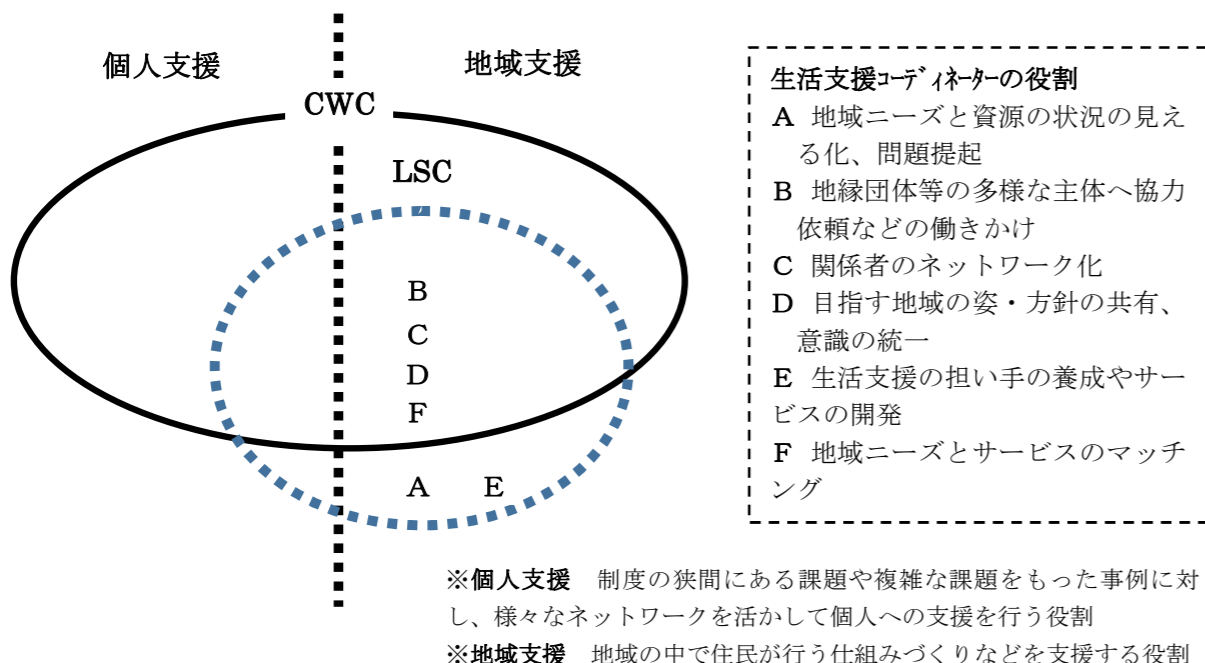 個人支援
地域支援
CWC
LSC
B
C
D
F
A E
生活支援ｺｰﾃﾞｨﾈｰﾀｰの役割
A 地域ニーズと資源の状況の見え
る化、問題提起
B 地縁団体等の多様な主体へ協力
依頼などの働きかけ
C 関係者のネットワーク化
D 目指す地域の姿・方針の共有、
意識の統一
E 生活支援の担い手の養成やサー
ビスの開発
F 地域ニーズとサービスのマッチ
ング
※個人支援 制度の狭間にある課題や複雑な課題をもった事例に対
し、様々なネットワークを活かして個人への支援を行う役割
※地域支援 地域の中で住民が行う仕組みづくりなどを支援する役割